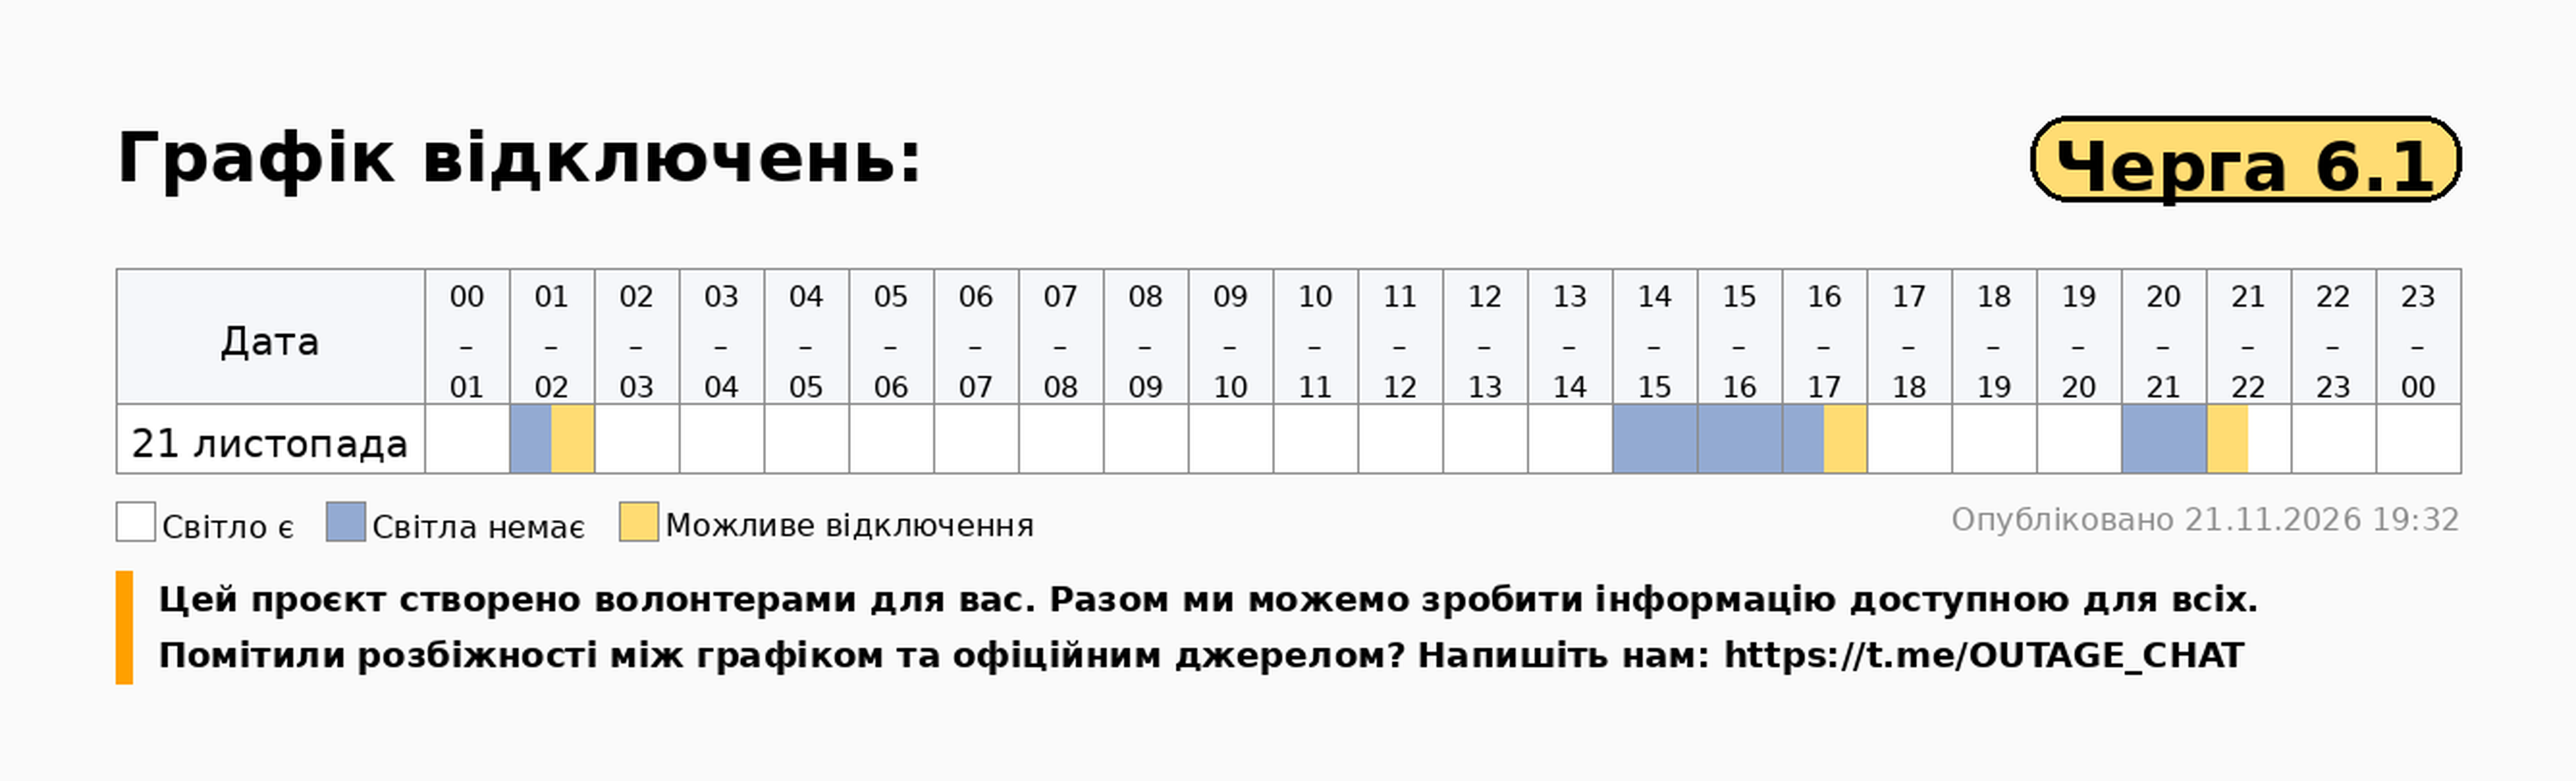 Графік відключень:
Черга 6.1
Дата
00 – 01
01 – 02
02 – 03
03 – 04
04 – 05
05 – 06
06 – 07
07 – 08
08 – 09
09 – 10
10 – 11
11 – 12
12 – 13
13 – 14
14 – 15
15 – 16
16 – 17
17 – 18
18 – 19
19 – 20
20 – 21
21 – 22
22 – 23
23 – 00
21 листопада
Світло є
Світла немає
Можливе відключення
Опубліковано 21.11.2026 19:32
Цей проєкт створено волонтерами для вас. Разом ми можемо зробити інформацію доступною для всіх.
Помітили розбіжності між графіком та офіційним джерелом? Напишіть нам: https://t.me/OUTAGE_CHAT